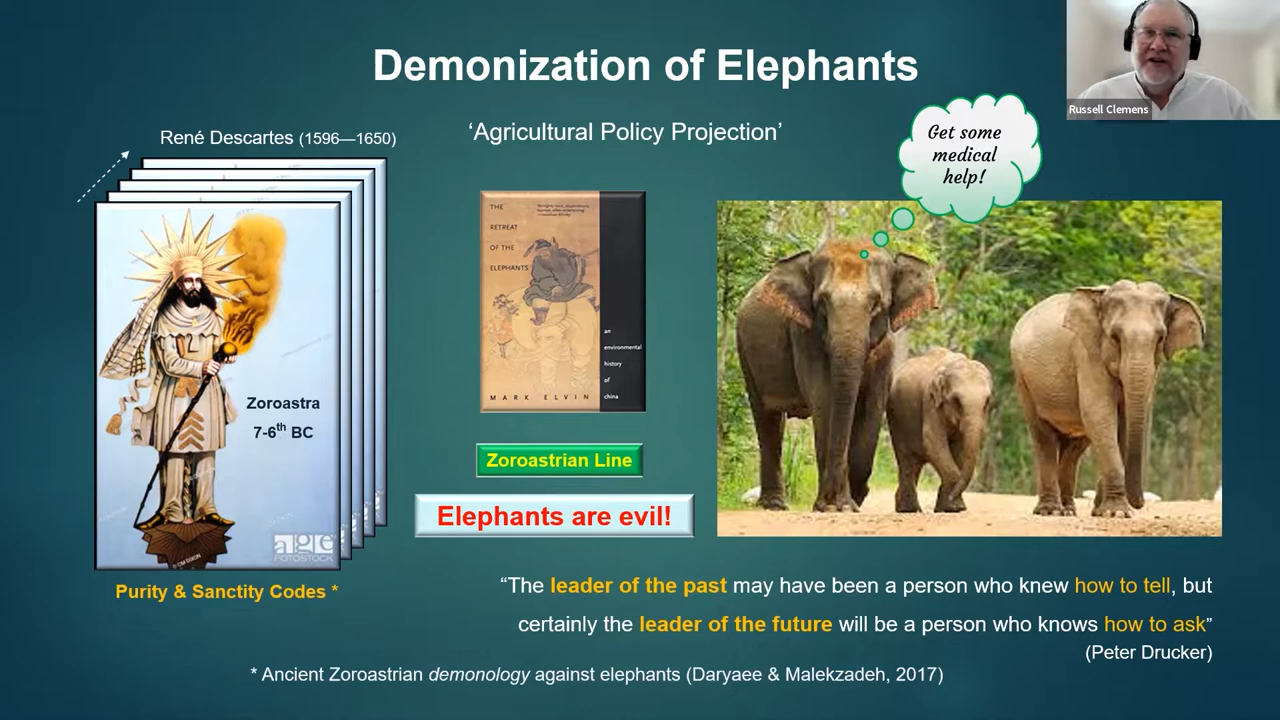 Demonization of Elephants
Russell Clemens
René Descartes (1596—1650)
'Agricultural Policy Projection'
Get some
medical
help!
THE
RETREAT
OF THE
ELEPHANTS
an
environmental
history
of
china
MARK ELVIN
Zoroastra
7-6th BC
age
FOTOSTOCK
© CM DIXON
Zoroastrian Line
Elephants are evil!
Purity & Sanctity Codes *
“The leader of the past may have been a person who knew how to tell, but
certainly the leader of the future will be a person who knows how to ask”
(Peter Drucker)
* Ancient Zoroastrian demonology against elephants (Daryaee & Malekzadeh, 2017)